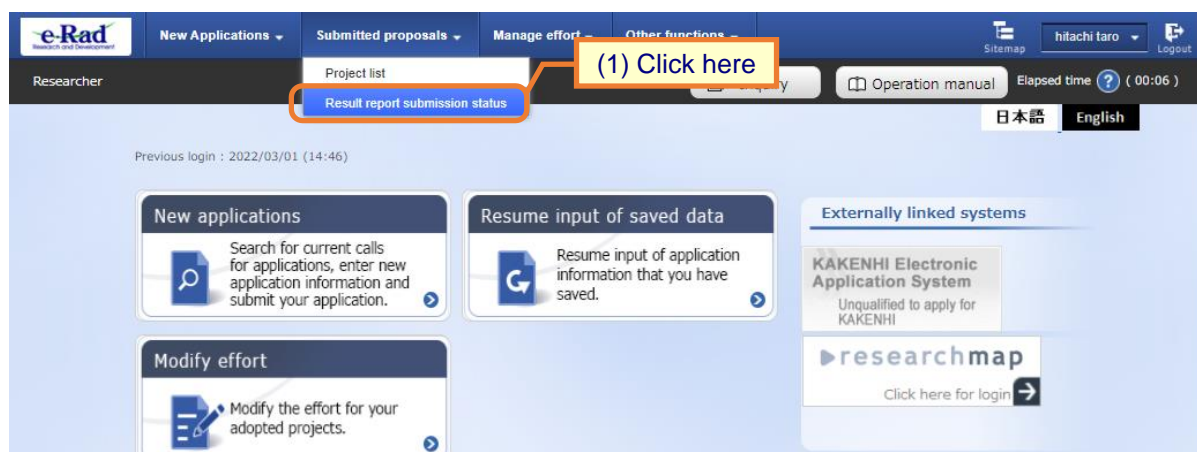 e-Rad
Research and Development
New Applications
Submitted proposals
Manage effort
Other functions
Sitemap
hitachi taro
Logout
Researcher
Project list
Result report submission status
(1) Click here
Operation manual
Elapsed time ? ( 00:06 )
日本語
English
Previous login : 2022/03/01 (14:46)
New applications
Search for current calls
for applications, enter new
application information and
submit your application.
Resume input of saved data
Resume input of application
information that you have
saved.
Externally linked systems
KAKENHI Electronic
Application System
Unqualified to apply for
KAKENHI
researchmap
Click here for login
Modify effort
Modify the effort for your
adopted projects.